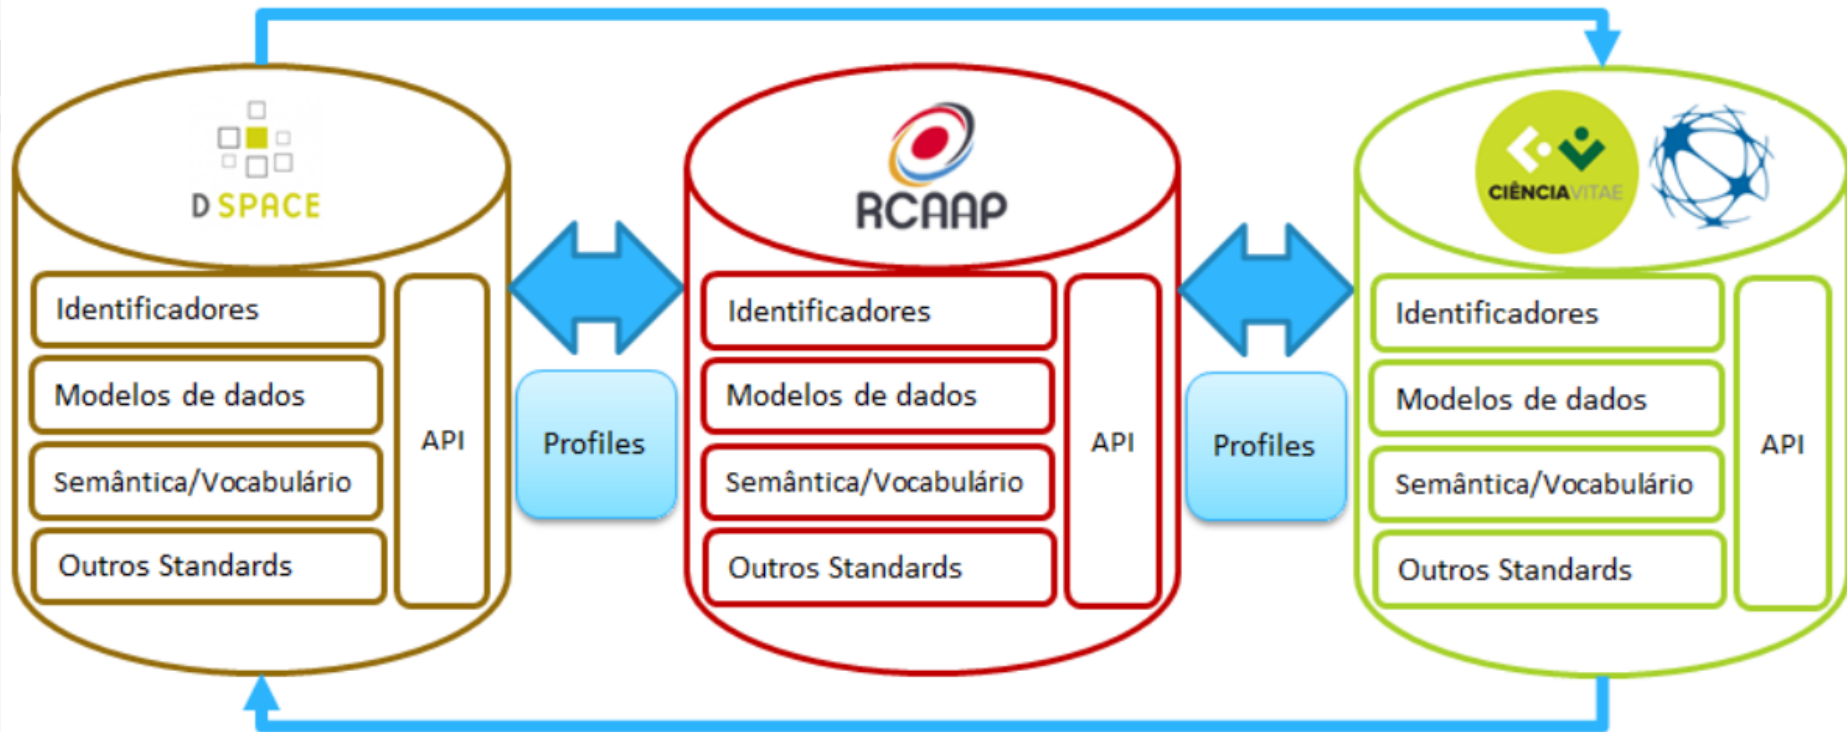 D SPACE
Identificadores
Modelos de dados
Semântica/Vocabulário
Outros Standards
API
Profiles
RCAAP
Identificadores
Modelos de dados
Semântica/Vocabulário
Outros Standards
API
Profiles
CIÊNCIAVITAE
Identificadores
Modelos de dados
Semântica/Vocabulário
Outros Standards
API